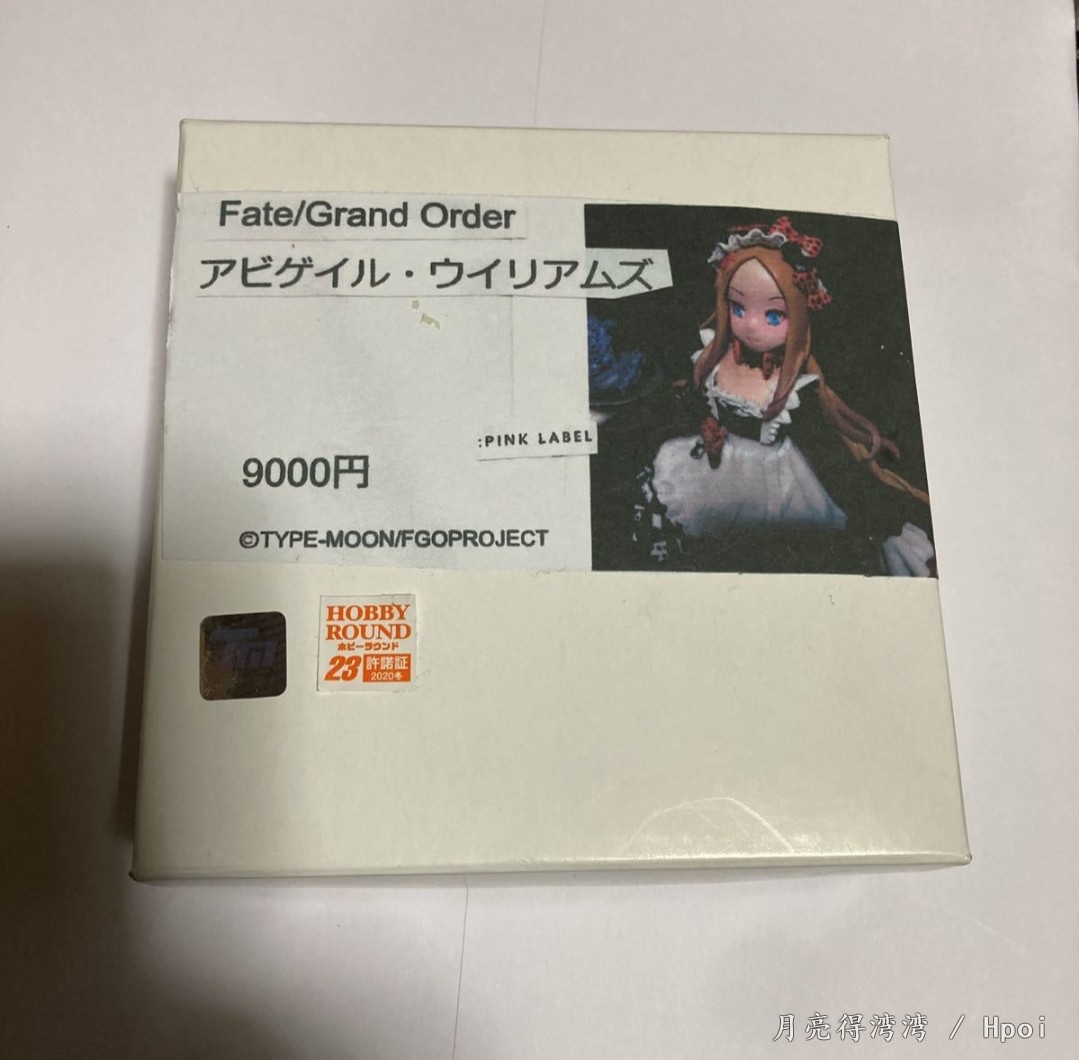 Fate/Grand Order
アビゲイル・ウイリアムズ
:PINK LABEL
9000円
©TYPE-MOON/FGOPROJECT
HOBBY
ROUND
ホビーラウンド
23 許諾証
2020冬
月亮得湾湾 / Hpoi